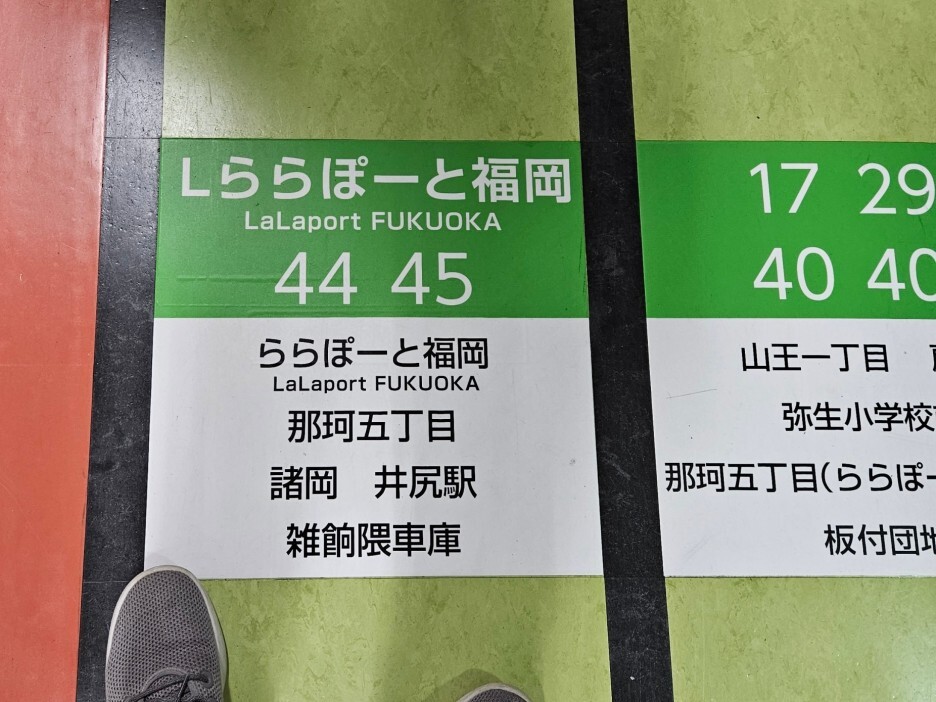 Lららぽーと福岡
LaLaport FUKUOKA
44 45
ららぽーと福岡
LaLaport FUKUOKA
那珂五丁目
諸岡　井尻駅
雑餉隈車庫
17 29
40 40
山王一丁目
弥生小学校
那珂五丁目(ららぽー
板付団地